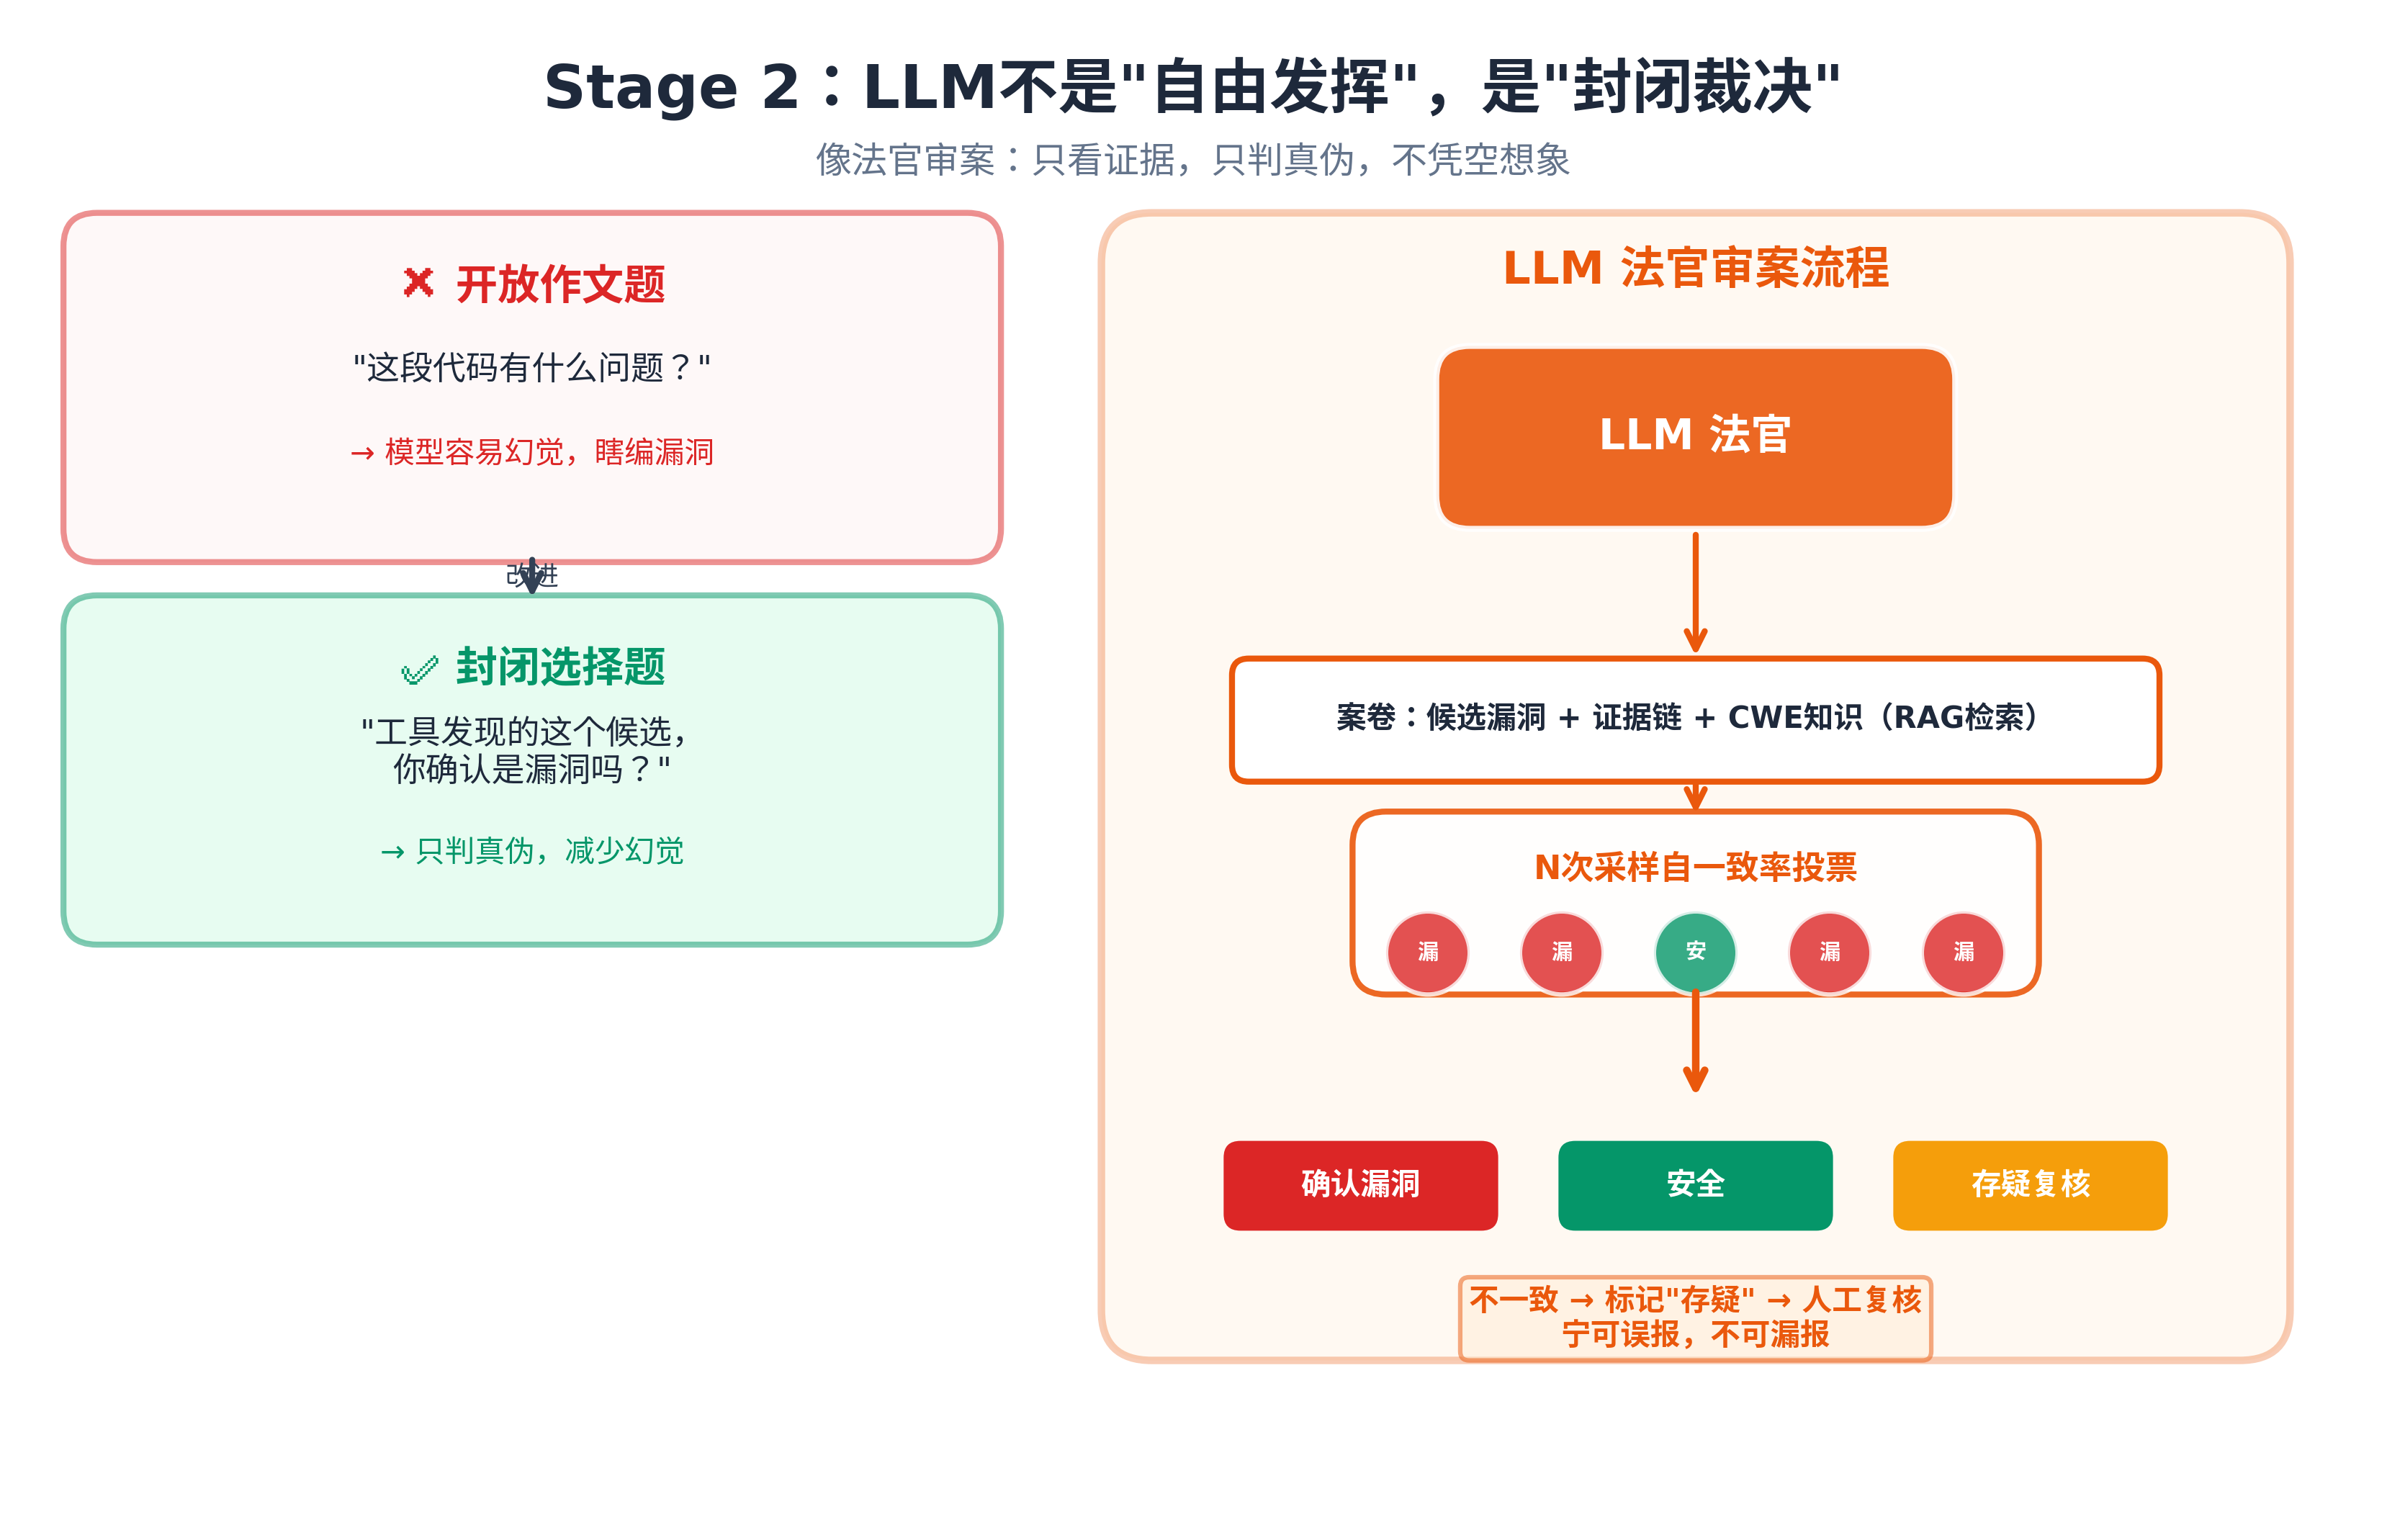 Stage 2：LLM不是"自由发挥"，是"封闭裁决"
像法官审案：只看证据，只判真伪，不凭空想象
✖ 开放作文题
"这段代码有什么问题？"
→ 模型容易幻觉，瞎编漏洞
改进
✅ 封闭选择题
"工具发现的这个候选，
你确认是漏洞吗？"
→ 只判真伪，减少幻觉
LLM 法官审案流程
LLM 法官
案卷：候选漏洞 + 证据链 + CWE知识（RAG检索）
N次采样自一致率投票
漏 漏 安 漏 漏
确认漏洞 安全 存疑复核
不一致 → 标记"存疑" → 人工复核
宁可误报，不可漏报